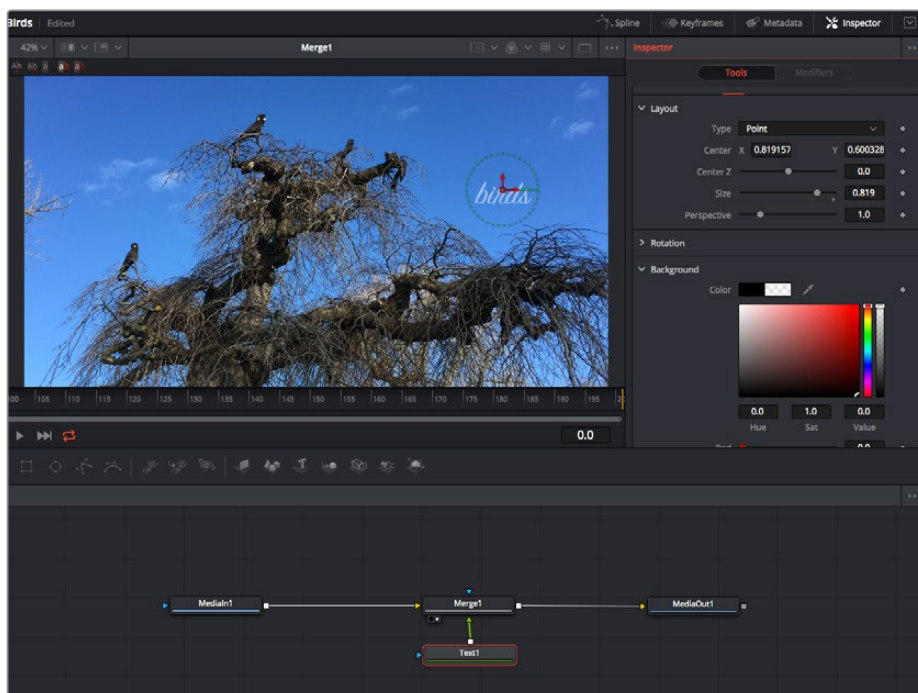 Birds Edited Spline Keyframes Metadata Inspector
42% Merge1 Inspector
Tools Modifiers
Layout
Type Point
Center X 0.819157 Y 0.600328
Center Z 0.0
Size 0.819
Perspective 1.0
Rotation
Background
Color
birds
100 105 110 115 120 125 130 135 140 145 150 155 160 165 170 175 180 185 190 195
0.0
0.0 1.0 0.0
Hue Sat Value
T
MediaIn1 Merge1 MediaOut1
Text1